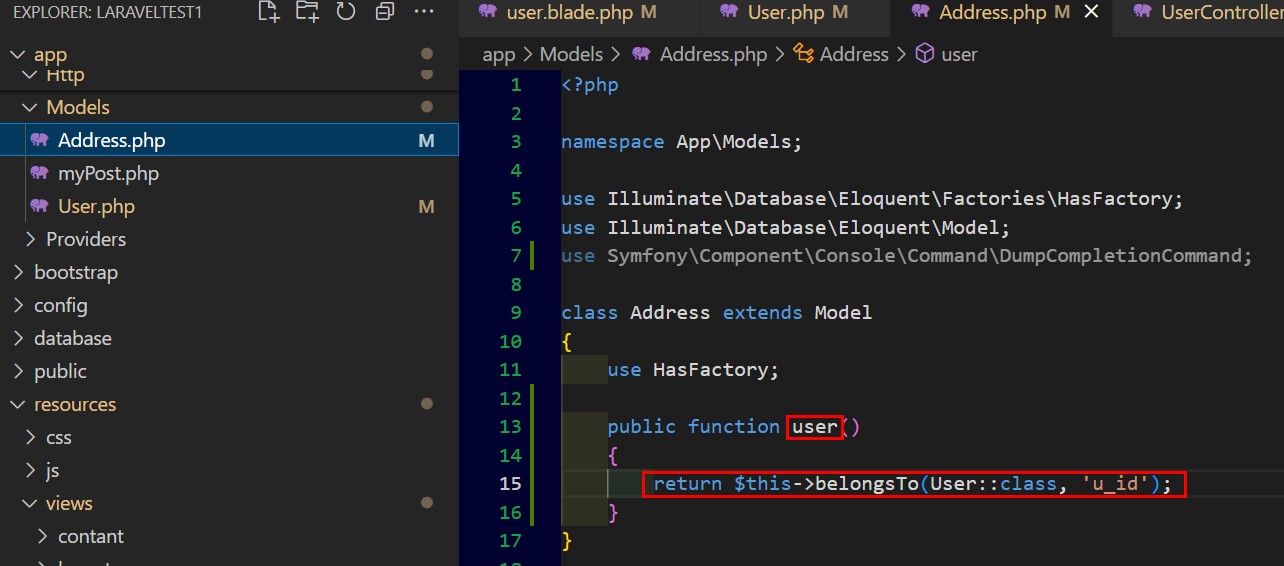 EXPLORER: LARAVELTEST1
app
Http
Models
Address.php M
myPost.php
User.php M
Providers
bootstrap
config
database
public
resources
css
js
views
contant
user.blade.php M User.php M Address.php M UserController
app > Models > Address.php > Address > user
1 <?php
2
3 namespace App\Models;
4
5 use Illuminate\Database\Eloquent\Factories\HasFactory;
6 use Illuminate\Database\Eloquent\Model;
7 use Symfony\Component\Console\Command\DumpCompletionCommand;
8
9 class Address extends Model
10 {
11 use HasFactory;
12
13 public function user()
14 {
15 return $this->belongsTo(User::class, 'u_id');
16 }
17 }